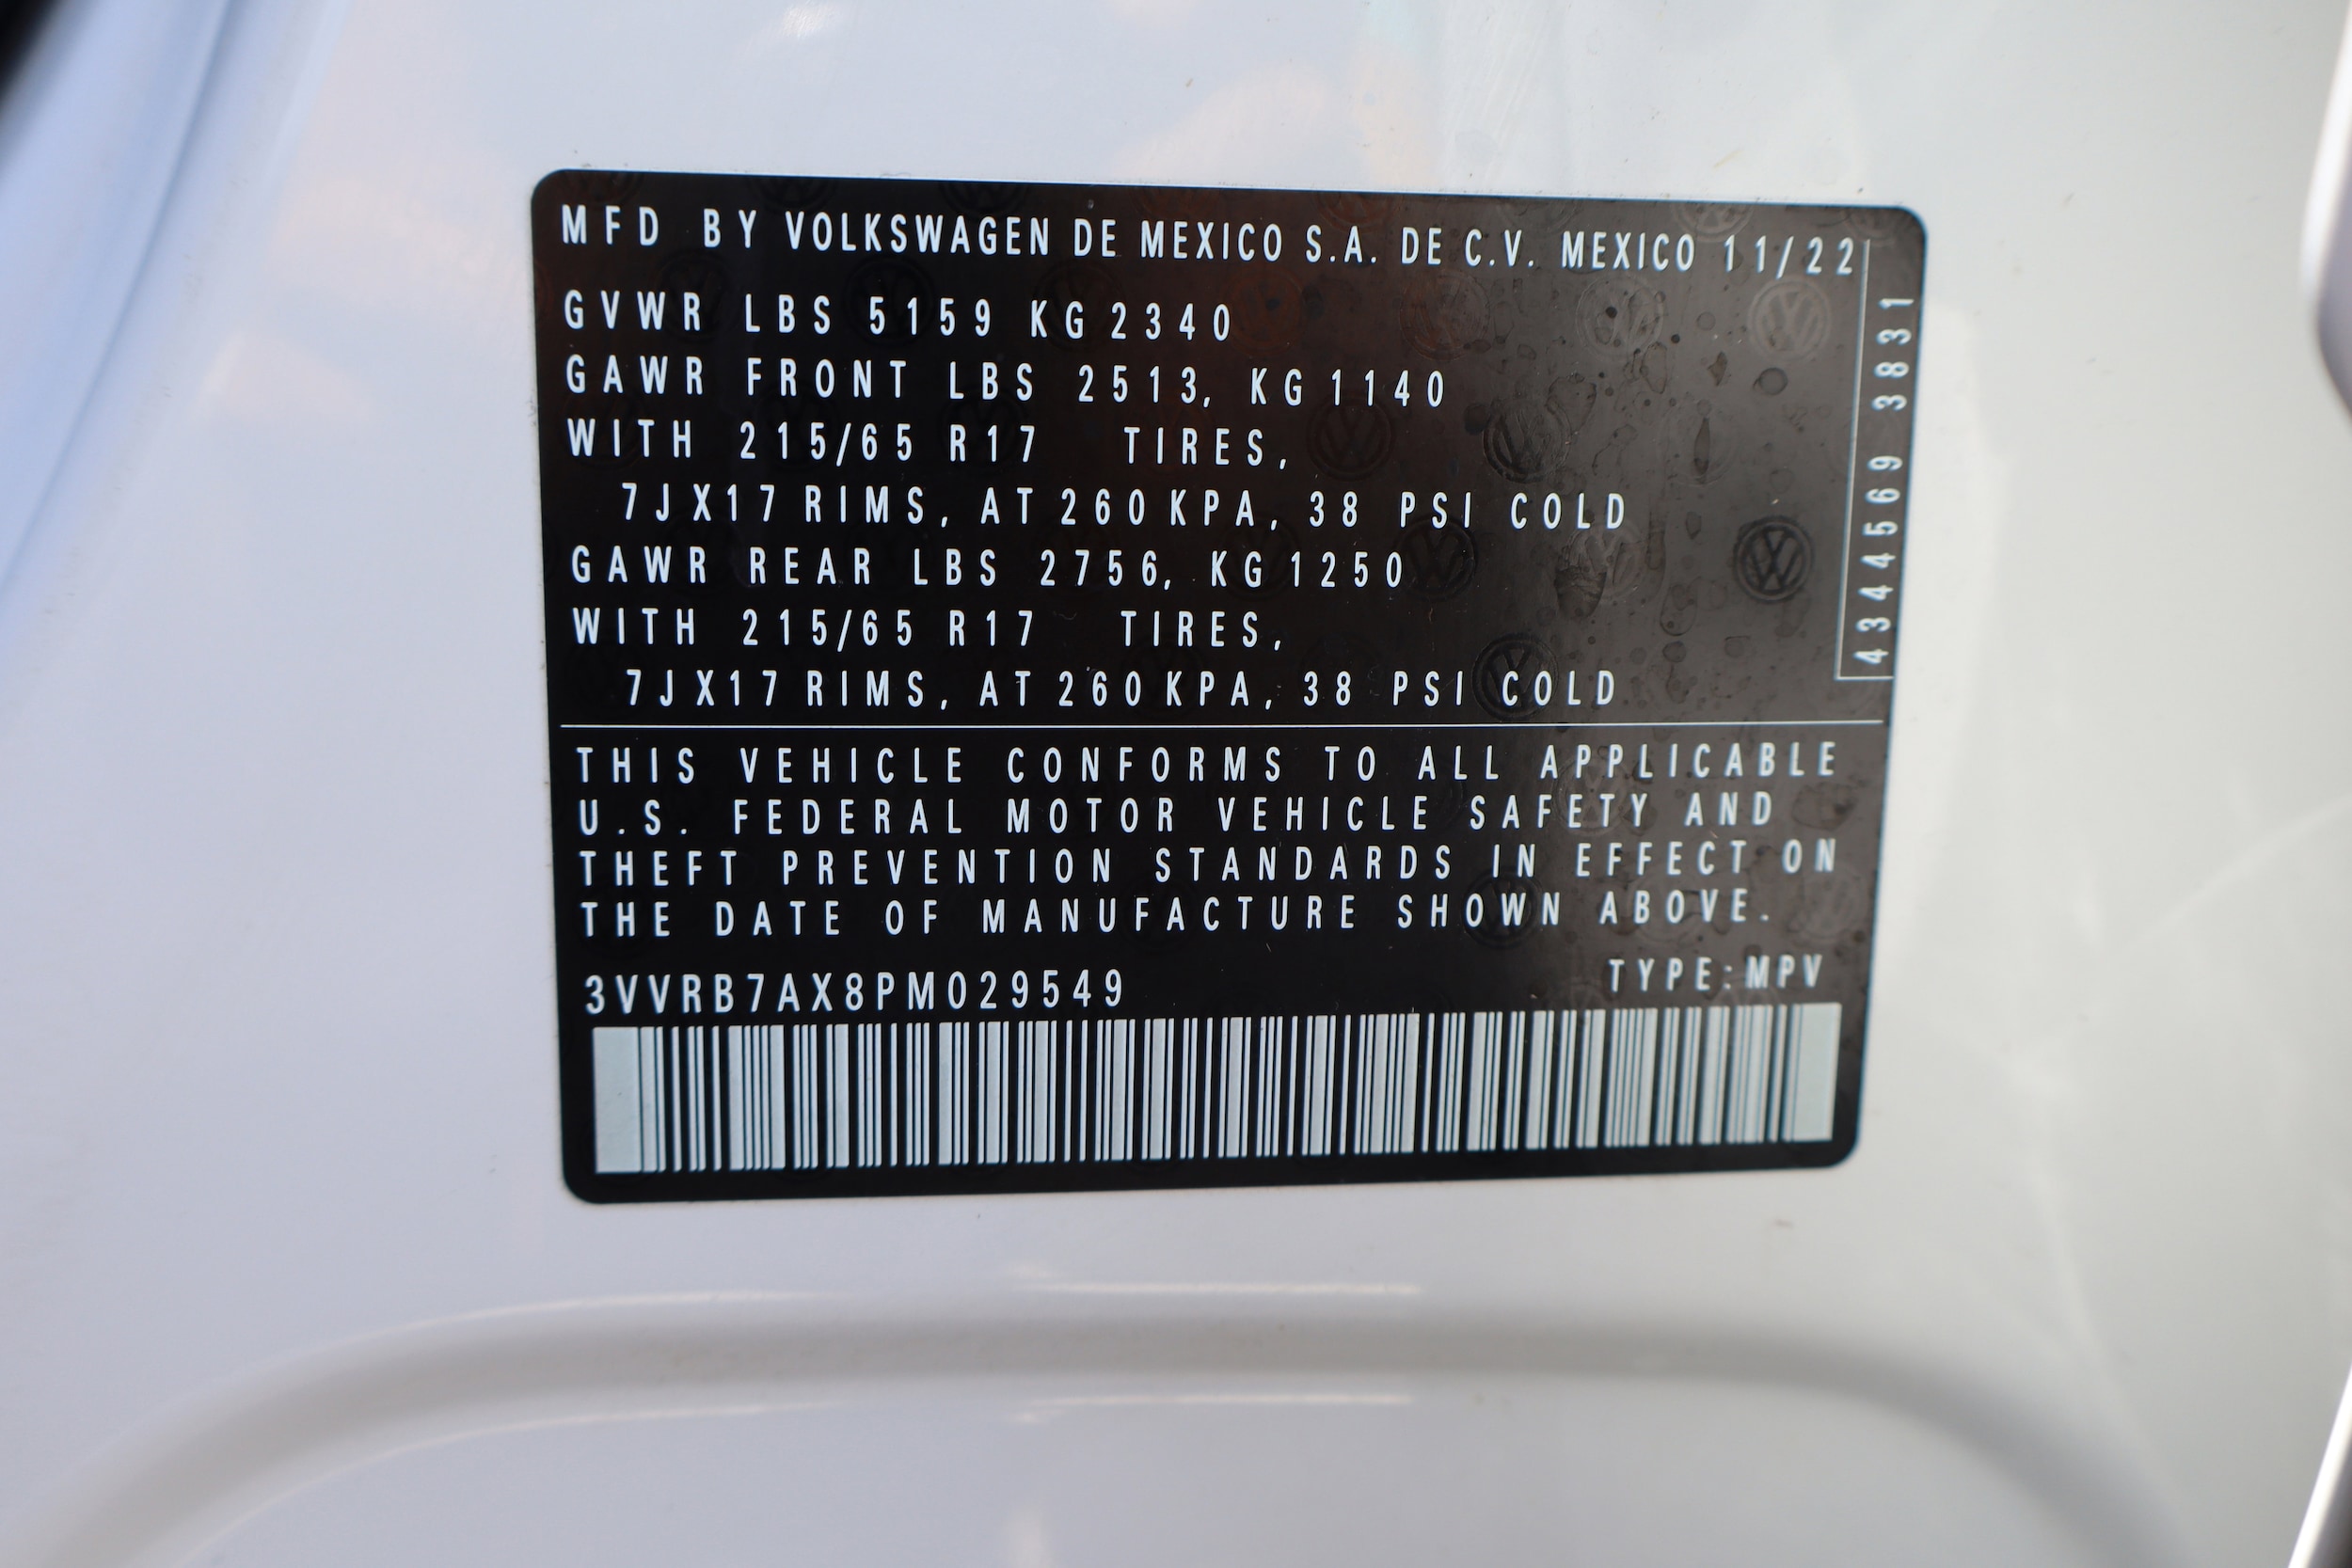 MFD BY VOLKSWAGEN DE MEXICO S.A. DE C.V. MEXICO 11/22
GVWR LBS 5159 KG 2340
GAWR FRONT LBS 2513, KG 1140
WITH 215/65 R17 TIRES,
7JX17 RIMS, AT 260 KPA, 38 PSI COLD
GAWR REAR LBS 2756, KG 1250
WITH 215/65 R17 TIRES,
7JX17 RIMS, AT 260 KPA, 38 PSI COLD
4344569 3831
THIS VEHICLE CONFORMS TO ALL APPLICABLE
U.S. FEDERAL MOTOR VEHICLE SAFETY AND
THEFT PREVENTION STANDARDS IN EFFECT ON
THE DATE OF MANUFACTURE SHOWN ABOVE.
3VVRB7AX8PM029549 TYPE:MPV